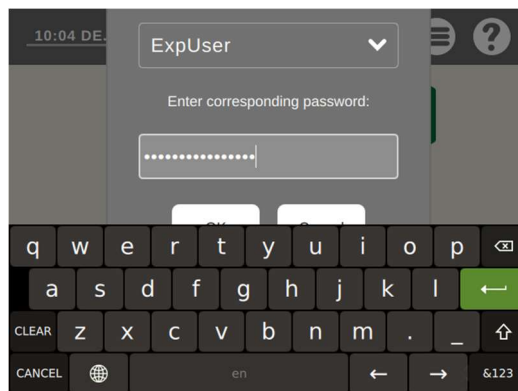 10:04 DE.
ExpUser
?
Enter corresponding password:
••••••••••••••••
q w e r t y u i o p
a s d f g h j k l
CLEAR z x c v b n m . _
CANCEL en &123